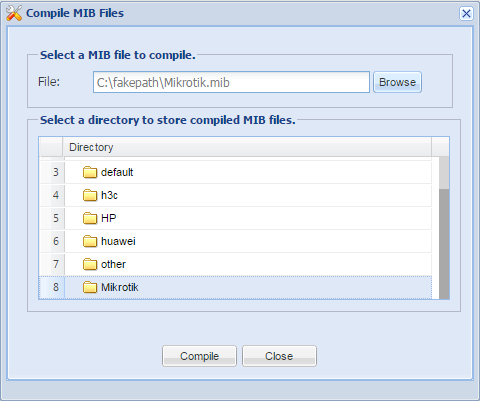 Compile MIB Files
Select a MIB file to compile.
File: C:\fakepath\Mikrotik.mib Browse
Select a directory to store compiled MIB files.
Directory
3 default
4 h3c
5 HP
6 huawei
7 other
8 Mikrotik
Compile Close